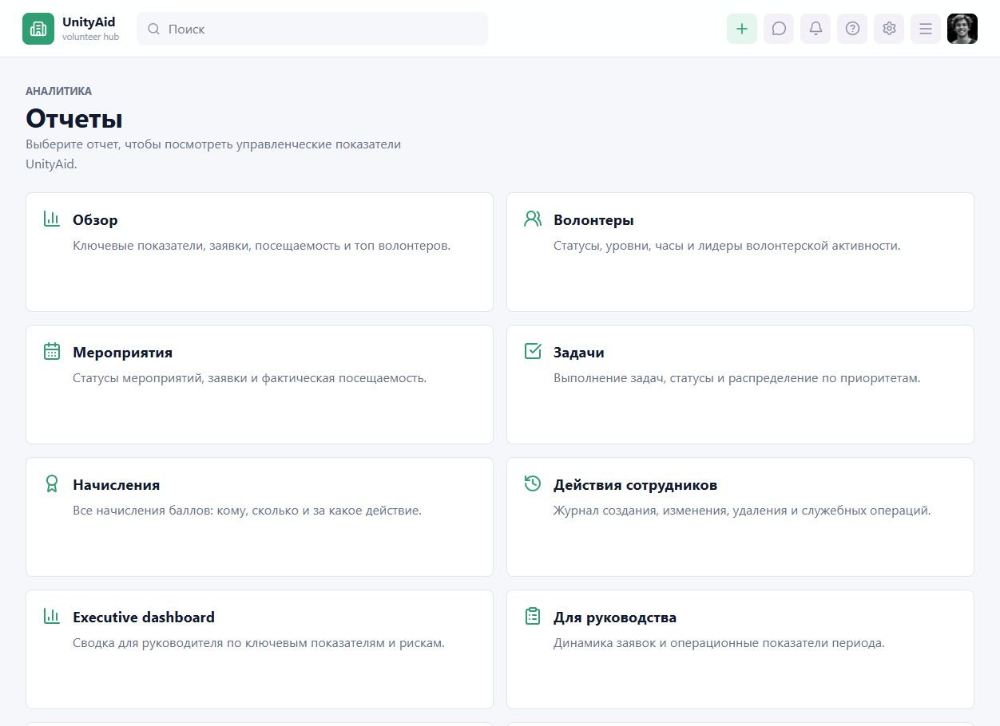 UnityAid
volunteer hub
Поиск
АНАЛИТИКА
Отчеты
Выберите отчет, чтобы посмотреть управленческие показатели
UnityAid.
Обзор
Ключевые показатели, заявки, посещаемость и топ волонтеров.
Волонтеры
Статусы, уровни, часы и лидеры волонтерской активности.
Мероприятия
Статусы мероприятий, заявки и фактическая посещаемость.
Задачи
Выполнение задач, статусы и распределение по приоритетам.
Начисления
Все начисления баллов: кому, сколько и за какое действие.
Действия сотрудников
Журнал создания, изменения, удаления и служебных операций.
Executive dashboard
Сводка для руководителя по ключевым показателям и рискам.
Для руководства
Динамика заявок и операционные показатели периода.